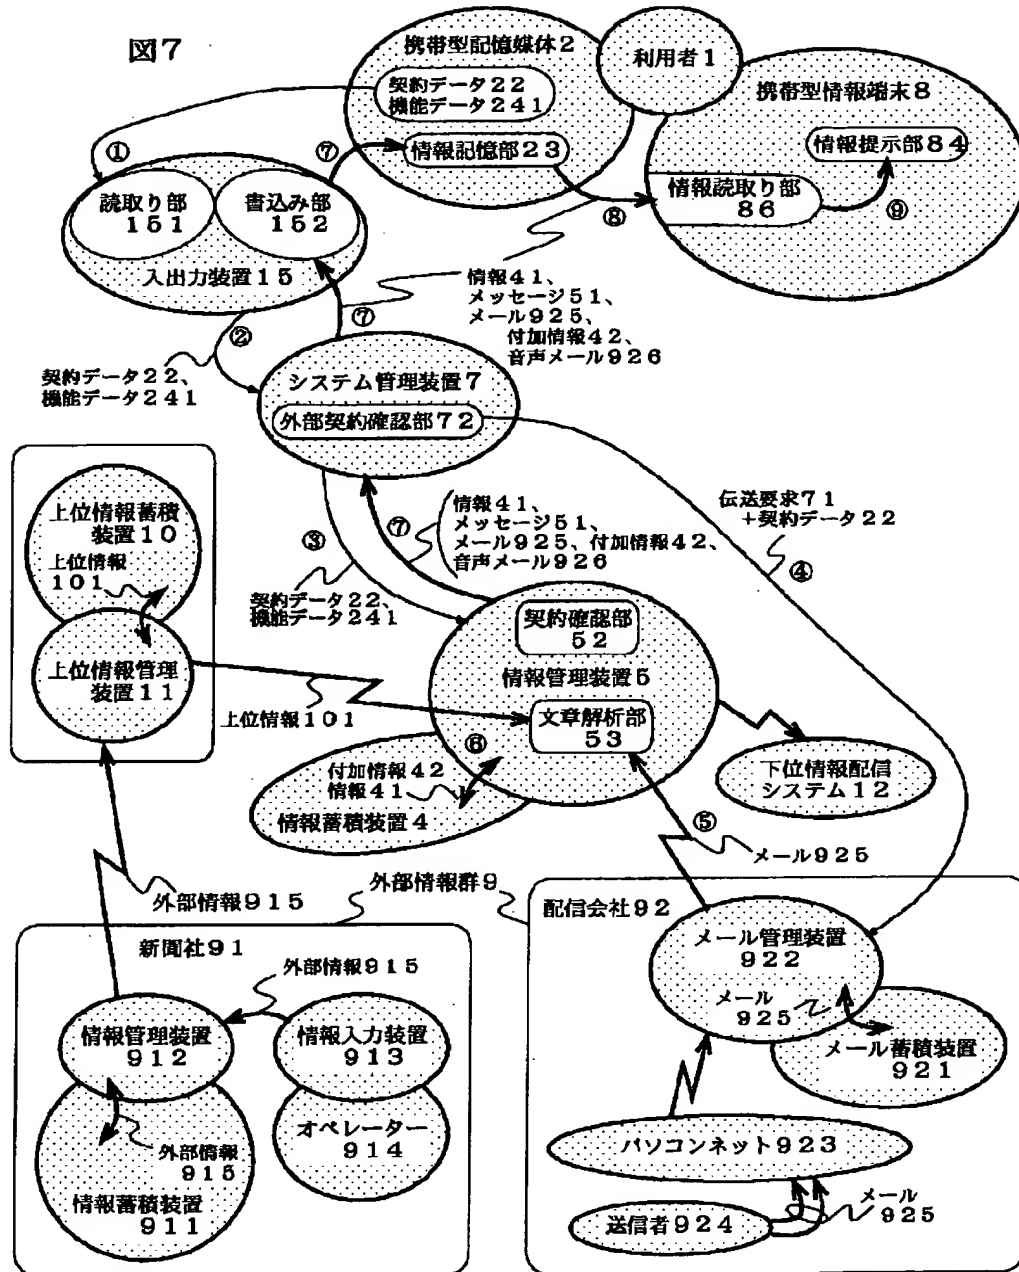 図7
携帯型記憶媒体2
利用者1
携帯型情報端末8
契約データ22
機能データ241
情報記憶部23
情報提示部84
情報読取り部
86
①
⑦
⑧
⑨
読取り部
151
書込み部
152
入出力装置15
②
⑦
情報41、
メッセージ51、
メール925、
付加情報42、
音声メール926
契約データ22、
機能データ241
システム管理装置7
外部契約確認部72
上位情報蓄積
装置10
上位情報
101
上位情報管理
装置11
③
⑦
情報41、
メッセージ51、
メール925、付加情報42、
音声メール926
伝送要求71
+契約データ22
④
契約データ22、
機能データ241
契約確認部
52
情報管理装置5
文章解析部
53
上位情報101
⑥
付加情報42
情報41
情報蓄積装置4
下位情報配信
システム12
⑤
メール925
外部情報915
外部情報群9
新聞社91
外部情報915
情報管理装置
912
情報入力装置
913
オペレーター
914
外部情報
915
情報蓄積装置
911
配信会社92
メール管理装置
922
メール
925
メール蓄積装置
921
パソコンネット923
送信者924
メール
925